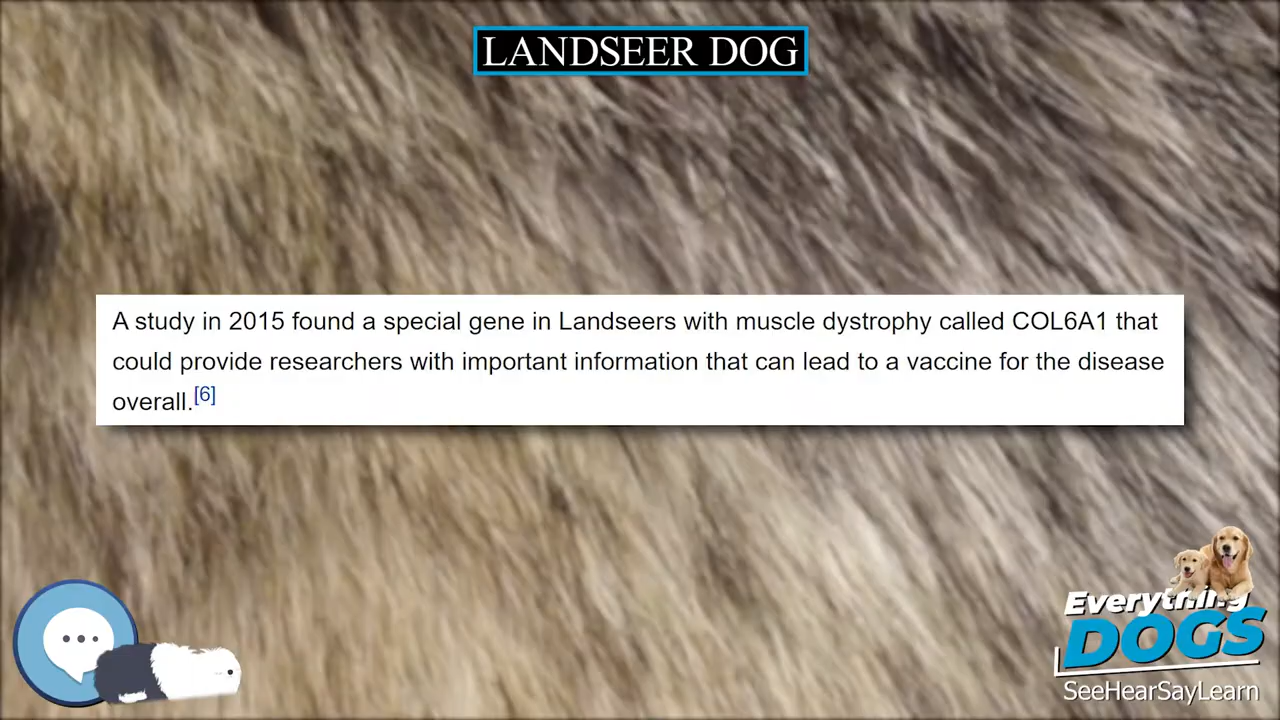 LANDSEER DOG
A study in 2015 found a special gene in Landseers with muscle dystrophy called COL6A1 that
could provide researchers with important information that can lead to a vaccine for the disease
overall.[6]
Everything
DOGS
SeeHearSayLearn